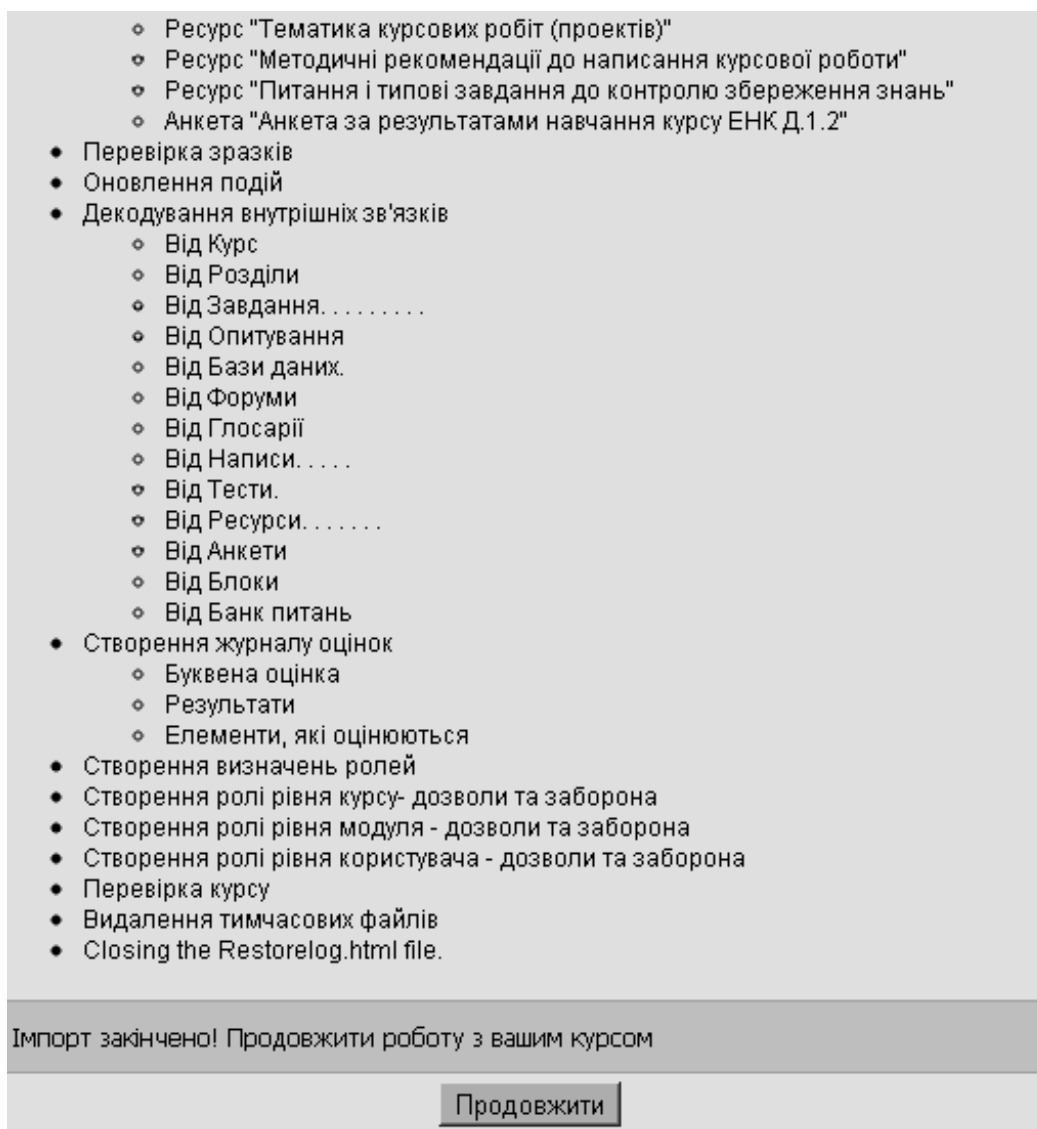 Ресурс "Тематика курсових робіт (проектів)"
Ресурс "Методичні рекомендації до написання курсової роботи"
Ресурс "Питання і типові завдання до контролю збереження знань"
Анкета "Анкета за результатами навчання курсу ЕНК Д.1.2"
Перевірка зразків
Оновлення подій
Декодування внутрішніх зв'язків
Від Курс
Від Розділи
Від Завдання. . . . . . . . .
Від Опитування
Від Бази даних.
Від Форуми
Від Глосарії
Від Написи. . . . .
Від Тести.
Від Ресурси. . . . . . .
Від Анкети
Від Блоки
Від Банк питань
Створення журналу оцінок
Буквена оцінка
Результати
Елементи, які оцінюються
Створення визначень ролей
Створення ролі рівня курсу- дозволи та заборона
Створення ролі рівня модуля - дозволи та заборона
Створення ролі рівня користувача - дозволи та заборона
Перевірка курсу
Видалення тимчасових файлів
Closing the Restorelog.html file.
Імпорт закінчено! Продовжити роботу з вашим курсом
Продовжити